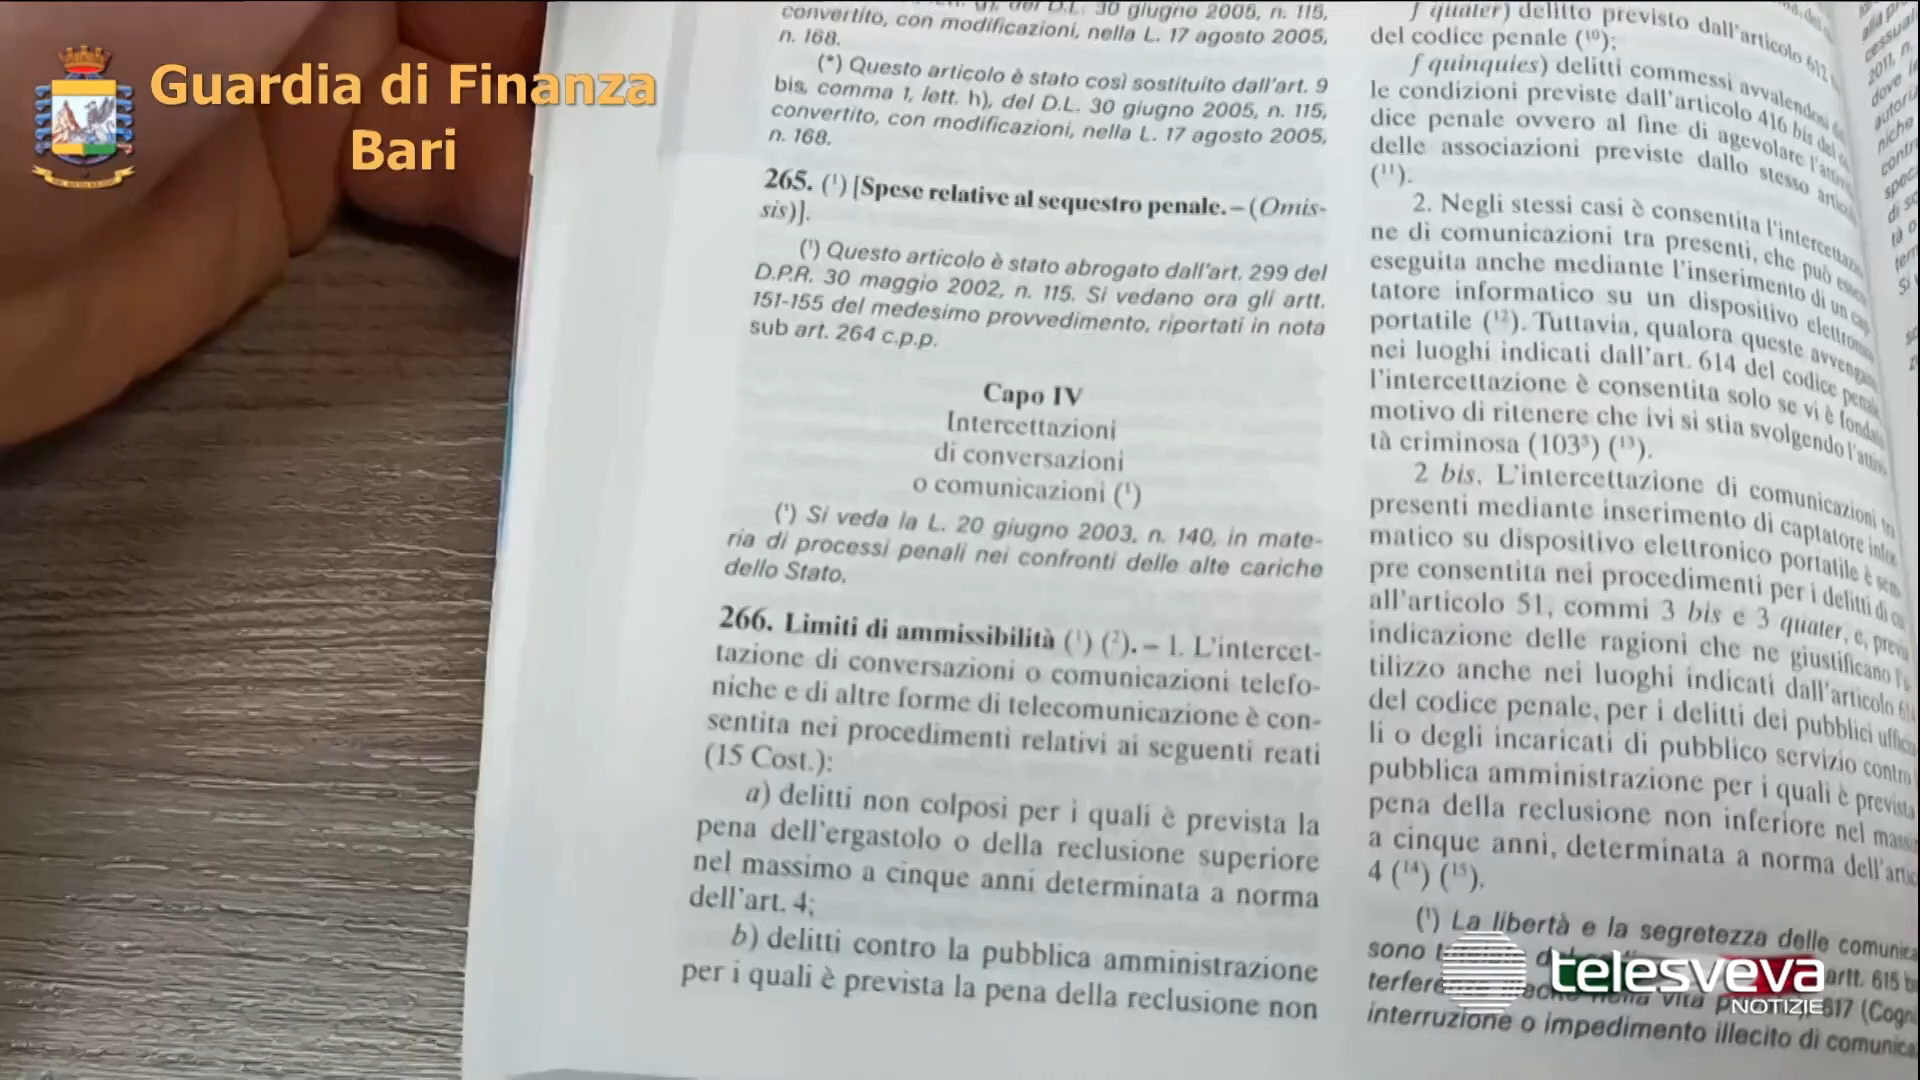 Guardia di Finanza
Bari
convertito, con modificazioni, nella L. 17 agosto 2005,
n. 168.
(*) Questo articolo è stato così sostituito dall'art. 9
bis, comma 1, lett. h), del D.L. 30 giugno 2005, n. 115,
convertito, con modificazioni, nella L. 17 agosto 2005,
n. 168.
265. (¹) [Spese relative al sequestro penale. – (Omis-
sis)].
(¹) Questo articolo è stato abrogato dall'art. 299 del
D.P.R. 30 maggio 2002, n. 115. Si vedano ora gli artt.
151-155 del medesimo provvedimento, riportati in nota
sub art. 264 c.p.p.
Capo IV
Intercettazioni
di conversazioni
o comunicazioni (¹)
(¹) Si veda la L. 20 giugno 2003, n. 140, in mate-
ria di processi penali nei confronti delle alte cariche
dello Stato.
266. Limiti di ammissibilità (¹) (²). – 1. L'intercet-
tazione di conversazioni o comunicazioni telefo-
niche e di altre forme di telecomunicazione è con-
sentita nei procedimenti relativi ai seguenti reati
(15 Cost.):
a) delitti non colposi per i quali è prevista la
pena dell'ergastolo o della reclusione superiore
nel massimo a cinque anni determinata a norma
dell'art. 4;
b) delitti contro la pubblica amministrazione
per i quali è prevista la pena della reclusione non
f quater) delitto previsto dall'articolo 612
del codice penale (¹⁰);
f quinquies) delitti commessi avvalendosi
le condizioni previste dall'articolo 416 bis del
dice penale ovvero al fine di agevolare
delle associazioni previste dallo stesso
(¹¹).
2. Negli stessi casi è consentita
ne di comunicazioni tra presenti, che può
eseguita anche mediante l'inserimento di un
tatore informatico su un dispositivo
portatile (¹²). Tuttavia, qualora queste
nei luoghi indicati dall'art. 614 del codice
l'intercettazione è consentita solo se vi è
motivo di ritenere che ivi si stia svolgendo
tà criminosa (103⁵) (¹³).
2 bis. L'intercettazione di comunicazioni
presenti mediante inserimento di captatore
matico su dispositivo elettronico portatile è
pre consentita nei procedimenti per i delitti di
all'articolo 51, commi 3 bis e 3 quater, e,
indicazione delle ragioni che ne giustificano
tilizzo anche nei luoghi indicati dall'articolo
del codice penale, per i delitti dei pubblici
li o degli incaricati di pubblico servizio contro
pubblica amministrazione per i quali è
pena della reclusione non inferiore nel
a cinque anni, determinata a norma
4 (¹⁴) (¹⁵).
(¹) La libertà e la segretezza delle
sono artt. 615
vita 617
interruzione o impedimento illecito di
telesveva
NOTIZIE